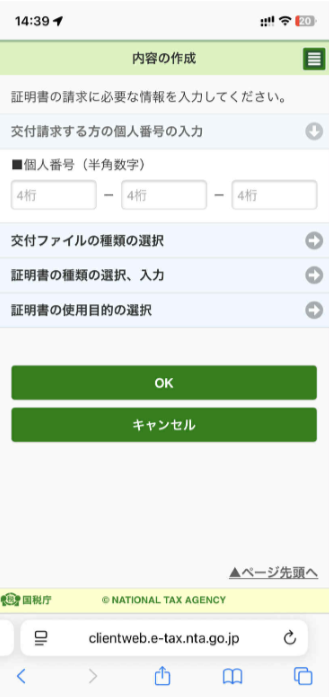 14:39
20
内容の作成
証明書の請求に必要な情報を入力してください。
交付請求する方の個人番号の入力
■個人番号（半角数字）
4桁 － 4桁 － 4桁
交付ファイルの種類の選択
証明書の種類の選択、入力
証明書の使用目的の選択
OK
キャンセル
▲ページ先頭へ
国税庁 © NATIONAL TAX AGENCY
clientweb.e-tax.nta.go.jp